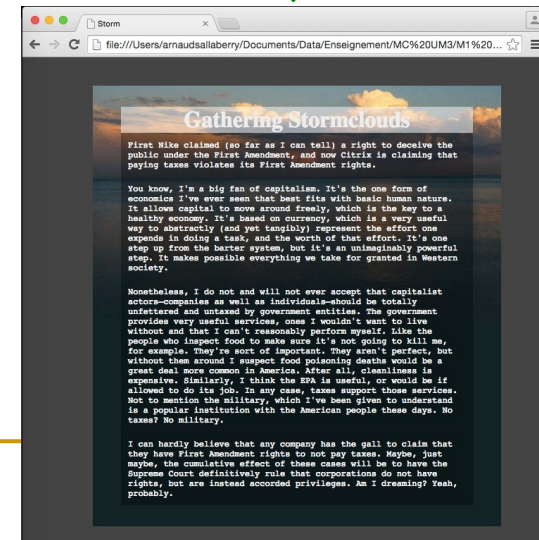 Storm
file:///Users/arnaudsallaberry/Documents/Data/Enseignement/MC%20UM3/M1%20...
Gathering Stormclouds
First Nike claimed (so far as I can tell) a right to deceive the
public under the First Amendment, and now Citrix is claiming that
paying taxes violates its First Amendment rights.
You know, I'm a big fan of capitalism. It's the one form of
economics I've ever seen that best fits with basic human nature.
It allows capital to move around freely, which is the key to a
healthy economy. It's based on currency, which is a very useful
way to abstractly (and yet tangibly) represent the effort one
expends in doing a task, and the worth of that effort. It's one
step up from the barter system, but it's an unimaginably powerful
step. It makes possible everything we take for granted in Western
society.
Nonetheless, I do not and will not ever accept that capitalist
actors—companies as well as individuals—should be totally
unfettered and untaxed by government entities. The government
provides very useful services, ones I wouldn't want to live
without and that I can't reasonably perform myself. Like the
people who inspect food to make sure it's not going to kill me,
for example. They're sort of important. They aren't perfect, but
without them around I suspect food poisoning deaths would be a
great deal more common in America. After all, cleanliness is
expensive. Similarly, I think the EPA is useful, or would be if
allowed to do its job. In any case, taxes support those services.
Not to mention the military, which I've been given to understand
is a popular institution with the American people these days. No
taxes? No military.
I can hardly believe that any company has the gall to claim that
they have First Amendment rights to not pay taxes. Maybe, just
maybe, the cumulative effect of these cases will be to have the
Supreme Court definitively rule that corporations do not have
rights, but are instead accorded privileges. Am I dreaming? Yeah,
probably.